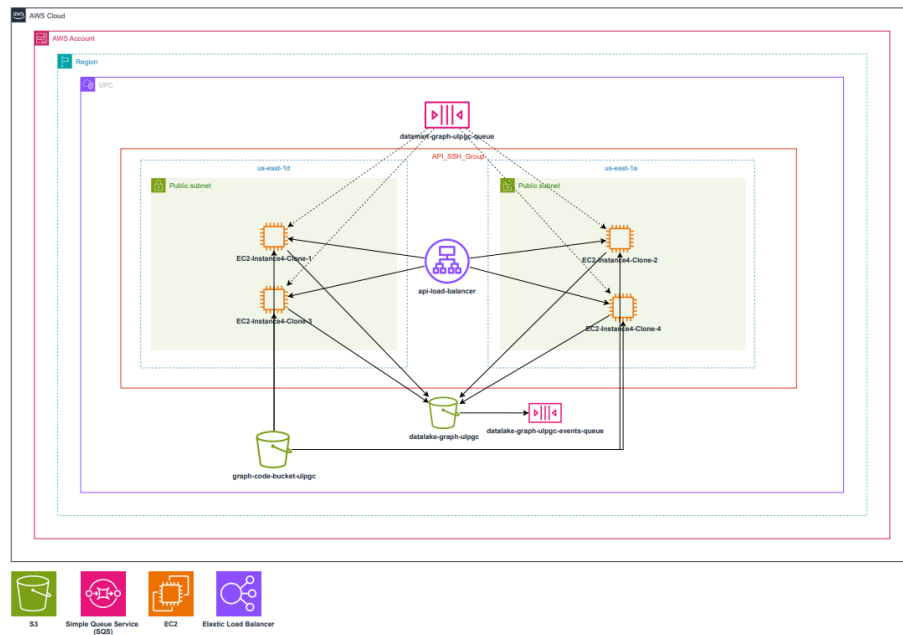 aws
AWS Cloud
AWS Account
Region
VPC
datamart-graph-ulpgc-queue
API_SSH_Group
us-east-1d
us-east-1a
Public subnet
Public subnet
EC2-Instance4-Clone-1
EC2-Instance4-Clone-2
api-load-balancer
EC2-Instance4-Clone-3
EC2-Instance4-Clone-4
datalake-graph-ulpgc-events-queue
datalake-graph-ulpgc
graph-code-bucket-ulpgc
S3
Simple Queue Service
(SQS)
EC2
Elastic Load Balancer